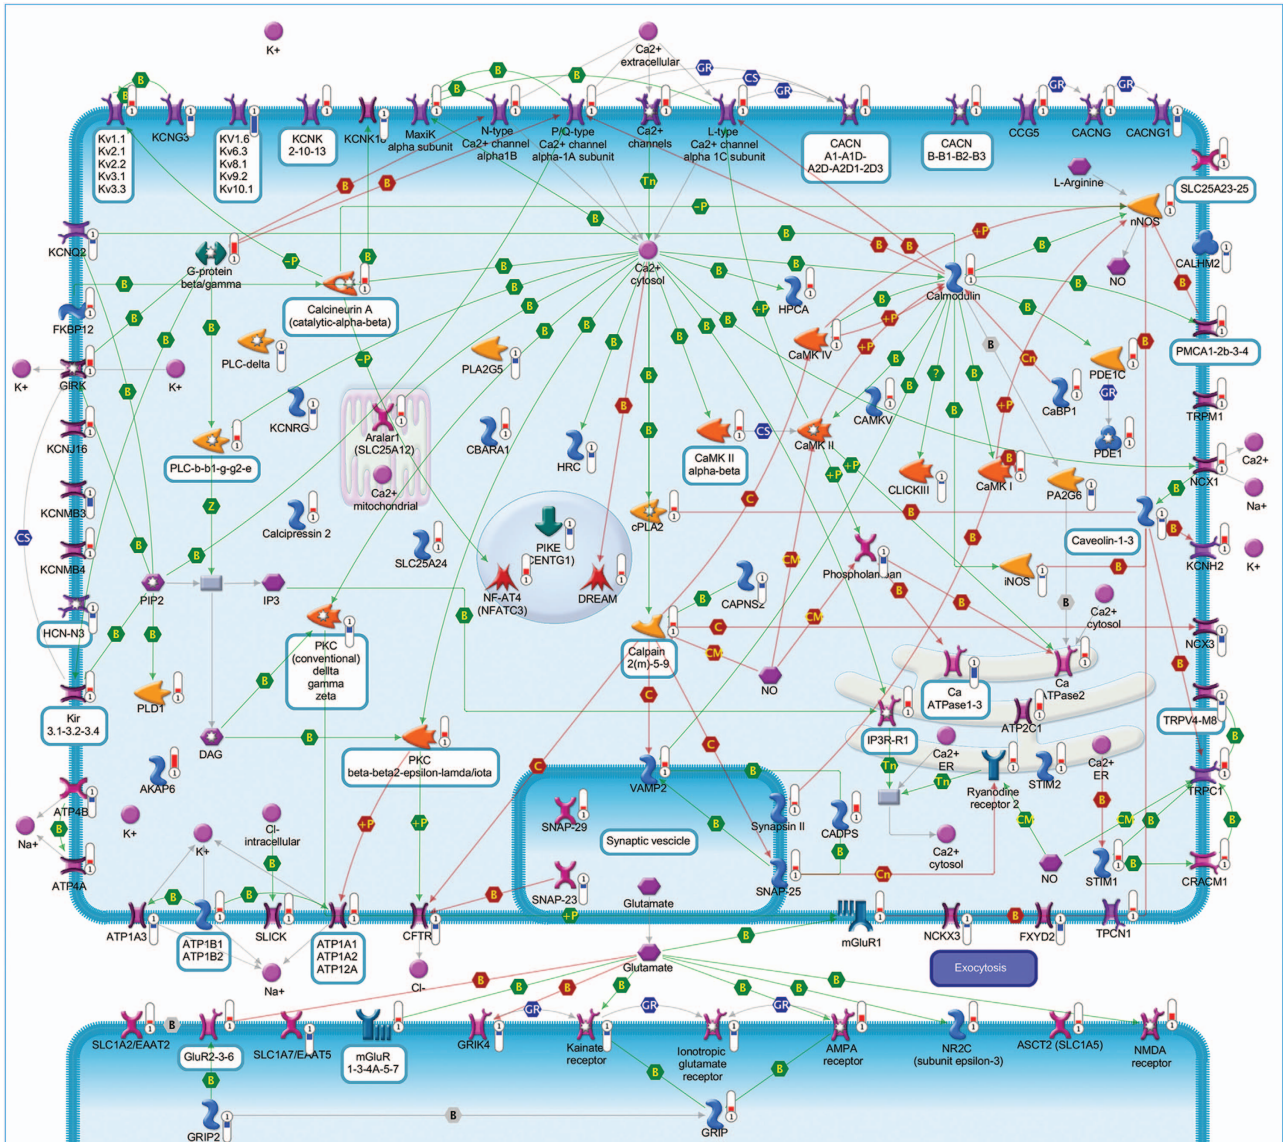 K+
Ca2+
extracellular
GR
CS
GR
GR
GR
B
B
B
B
Kv1.1
Kv2.1
Kv2.2
Kv3.1
Kv3.3
KCNG3
KV1.6
Kv6.3
Kv8.1
Kv9.2
Kv10.1
KCNK
2-10-13
MaxiK
alpha subunit
N-type
Ca2+ channel
alpha1B
P/Q-type
Ca2+ channel
alpha-1A subunit
Ca2+
channels
L-type
Ca2+ channel
alpha 1C subunit
CACN
A1-A1D-
A2D-A2D1-2D3
CACN
B-B1-B2-B3
CCG5
CACNG
CACNG1
L-Arginine
SLC25A23-25
nNOS
NO
CALHM2
KCNQ2
G-protein
beta/gamma
Ca2+
cytosol
Calmodulin
HPCA
Calcineurin A
(catalytic-alpha-beta)
FKBP12
PLC-delta
PLA2G5
CaMK IV
PDE1C
PMCA1-2b-3-4
K+
GIRK
K+
KCNRG
Aralar1
(SLC25A12)
CBARA1
HRC
CaMK II
alpha-beta
CaMK II
CAMKV
CaBP1
PDE1
TRPM1
KCNJ16
PLC-b-b1-g-g2-e
Ca2+
mitochondrial
CLICKIII
CaMK I
PA2G6
NCX1
Ca2+
Na+
KCNMB3
Calcipressin 2
SLC25A24
PIKE
cPLA2
Caveolin-1-3
KCNMB4
Phospholamban
iNOS
KCNH2
K+
PIP2
IP3
NF-AT4
(NFATC3)
DREAM
CAPNS2
Ca2+
cytosol
HCN-N3
PKC
(conventional)
dellta
gamma
zeta
Calpain
2(m)-5-9
NO
NCX3
Kir
3.1-3.2-3.4
PLD1
Ca
ATPase1-3
Ca
ATPase2
ATP2C1
TRPV4-M8
DAG
PKC
beta-beta2-epsilon-lamda/iota
IP3R-R1
Ca2+
ER
Ryanodine
receptor 2
STIM2
Ca2+
ER
AKAP6
VAMP2
TRPC1
ATP4B
Na+
K+
Cl-
intracellular
K+
SNAP-29
Synaptic vescicle
Synapsin II
CADPS
Ca2+
cytosol
ATP4A
SNAP-23
SNAP-25
NO
STIM1
CRACM1
Glutamate
ATP1A3
ATP1B1
ATP1B2
SLICK
ATP1A1
ATP1A2
ATP12A
CFTR
mGluR1
NCKX3
FXYD2
TPCN1
Na+
Cl-
Glutamate
Exocytosis
SLC1A2/EAAT2
GluR2-3-6
SLC1A7/EAAT5
mGluR
1-3-4A-5-7
GRIK4
Kainate
receptor
Ionotropic
glutamate
receptor
AMPA
receptor
NR2C
(subunit epsilon-3)
ASCT2 (SLC1A5)
NMDA
receptor
GRIP2
B
GRIP